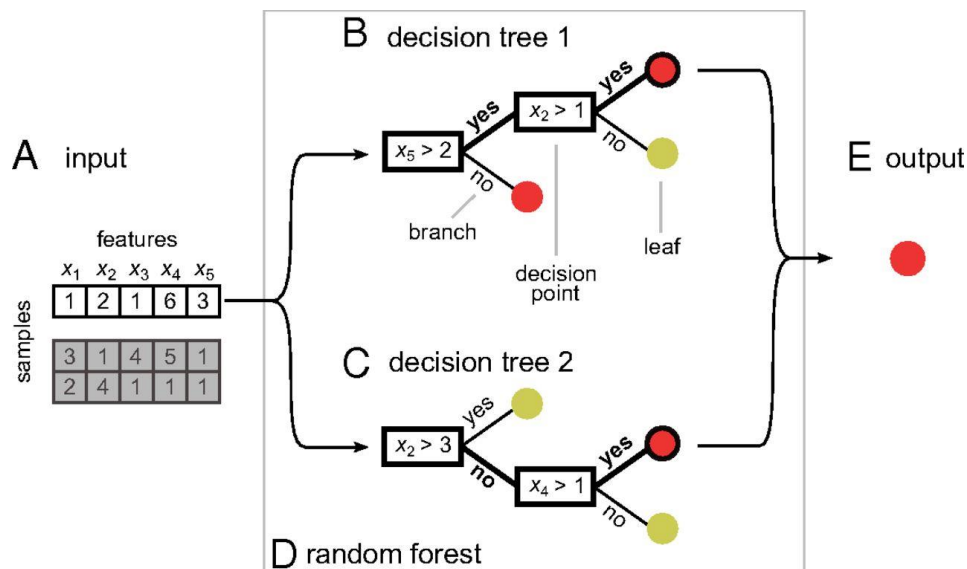 A input
features
x1 x2 x3 x4 x5
1 2 1 6 3
samples
3 1 4 5 1
2 4 1 1 1
B decision tree 1
x5 > 2
yes
no
x2 > 1
yes
no
branch
decision
point
leaf
C decision tree 2
x2 > 3
yes
no
x4 > 1
yes
no
D random forest
E output